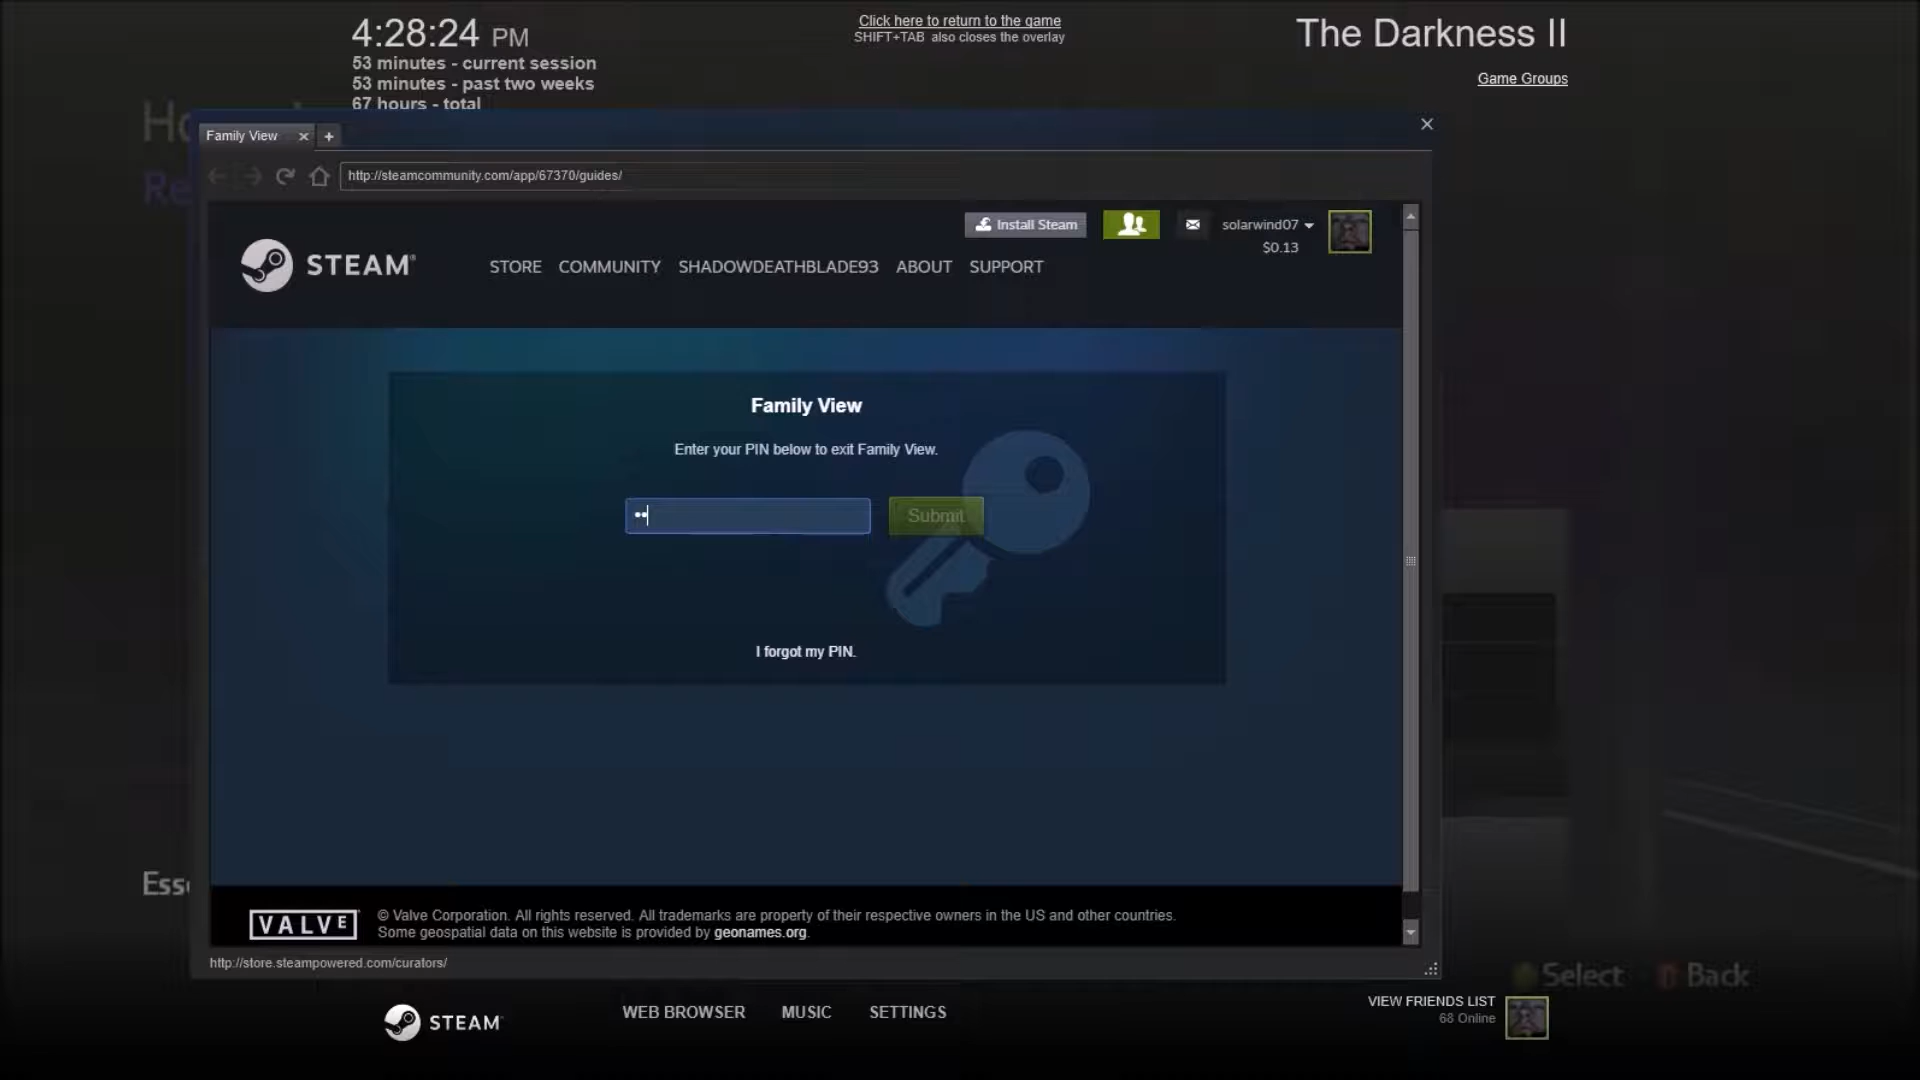 4:28:24 PM
53 minutes - current session
53 minutes - past two weeks
67 hours - total
Click here to return to the game
SHIFT+TAB also closes the overlay
The Darkness II
Game Groups
Family View
http://steamcommunity.com/app/67370/guides/
Install Steam
solarwind07
$0.13
STEAM
STORE COMMUNITY SHADOWDEATHBLADE93 ABOUT SUPPORT
Family View
Enter your PIN below to exit Family View.
Submit
I forgot my PIN.
VALVE
© Valve Corporation. All rights reserved. All trademarks are property of their respective owners in the US and other countries.
Some geospatial data on this website is provided by geonames.org.
http://store.steampowered.com/curators/
Select Back
STEAM
WEB BROWSER MUSIC SETTINGS
VIEW FRIENDS LIST
68 Online